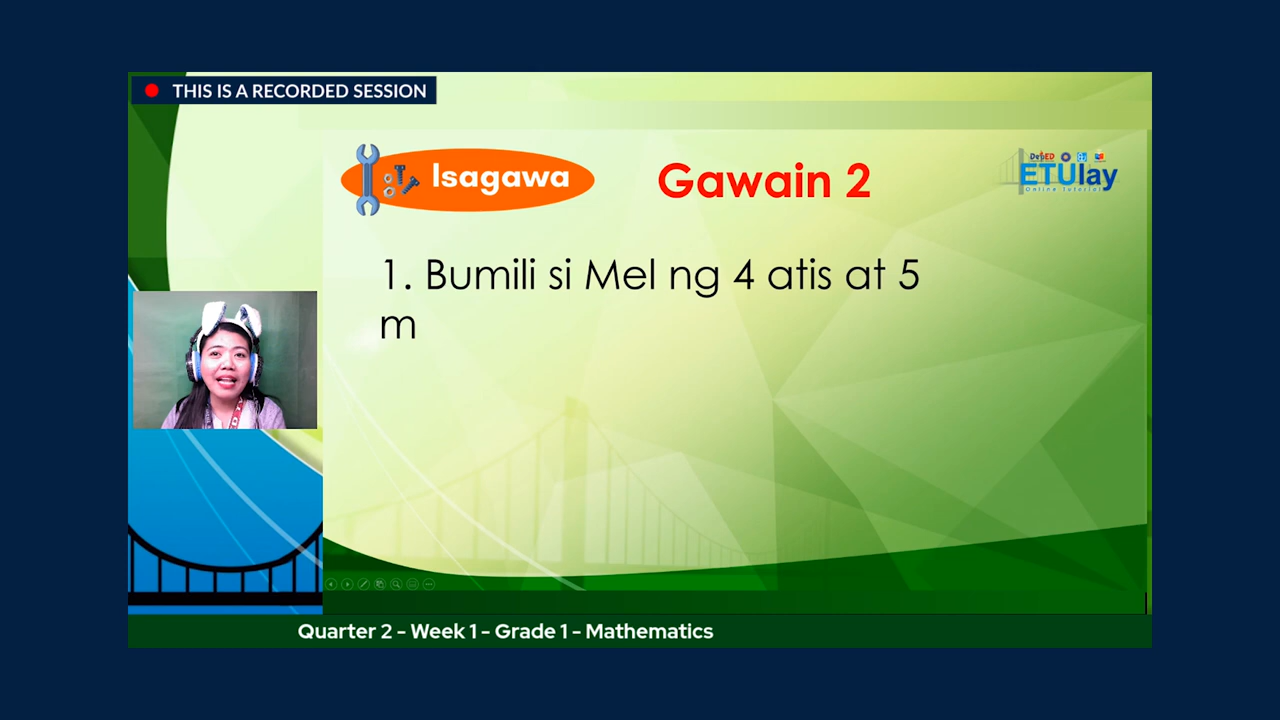 THIS IS A RECORDED SESSION
Isagawa
Gawain 2
DepED
ETUlay
Online Tutorial
1. Bumili si Mel ng 4 atis at 5
m
Quarter 2 - Week 1 - Grade 1 - Mathematics